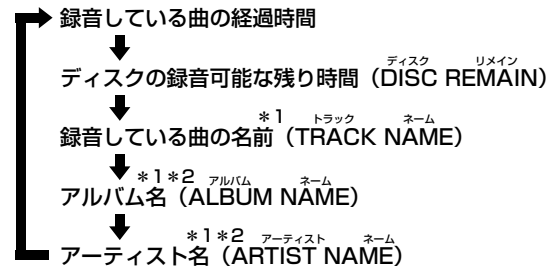 録音している曲の経過時間
ディスク リメイン
ディスクの録音可能な残り時間（DISC REMAIN）
＊1 トラック ネーム
録音している曲の名前（TRACK NAME）
＊1＊2 アルバム ネーム
アルバム名（ALBUM NAME）
＊1＊2 アーティスト ネーム
アーティスト名（ARTIST NAME）